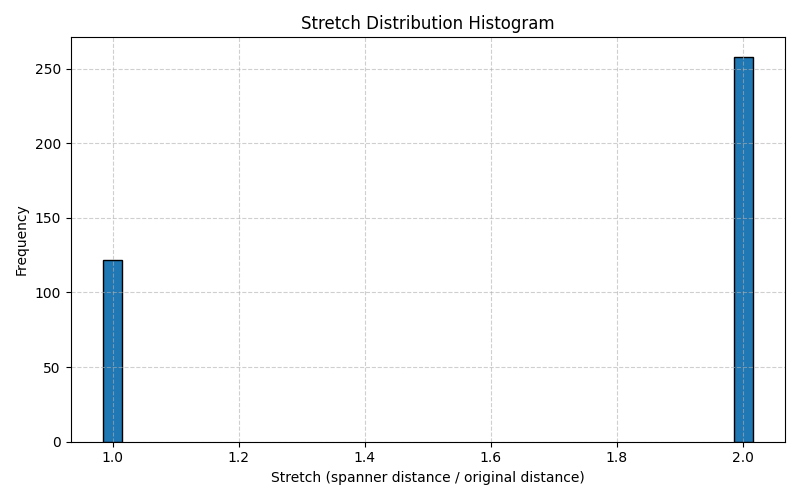 Stretch Distribution Histogram
250
200
150
100
50
0
Frequency
1.0 1.2 1.4 1.6 1.8 2.0
Stretch (spanner distance / original distance)